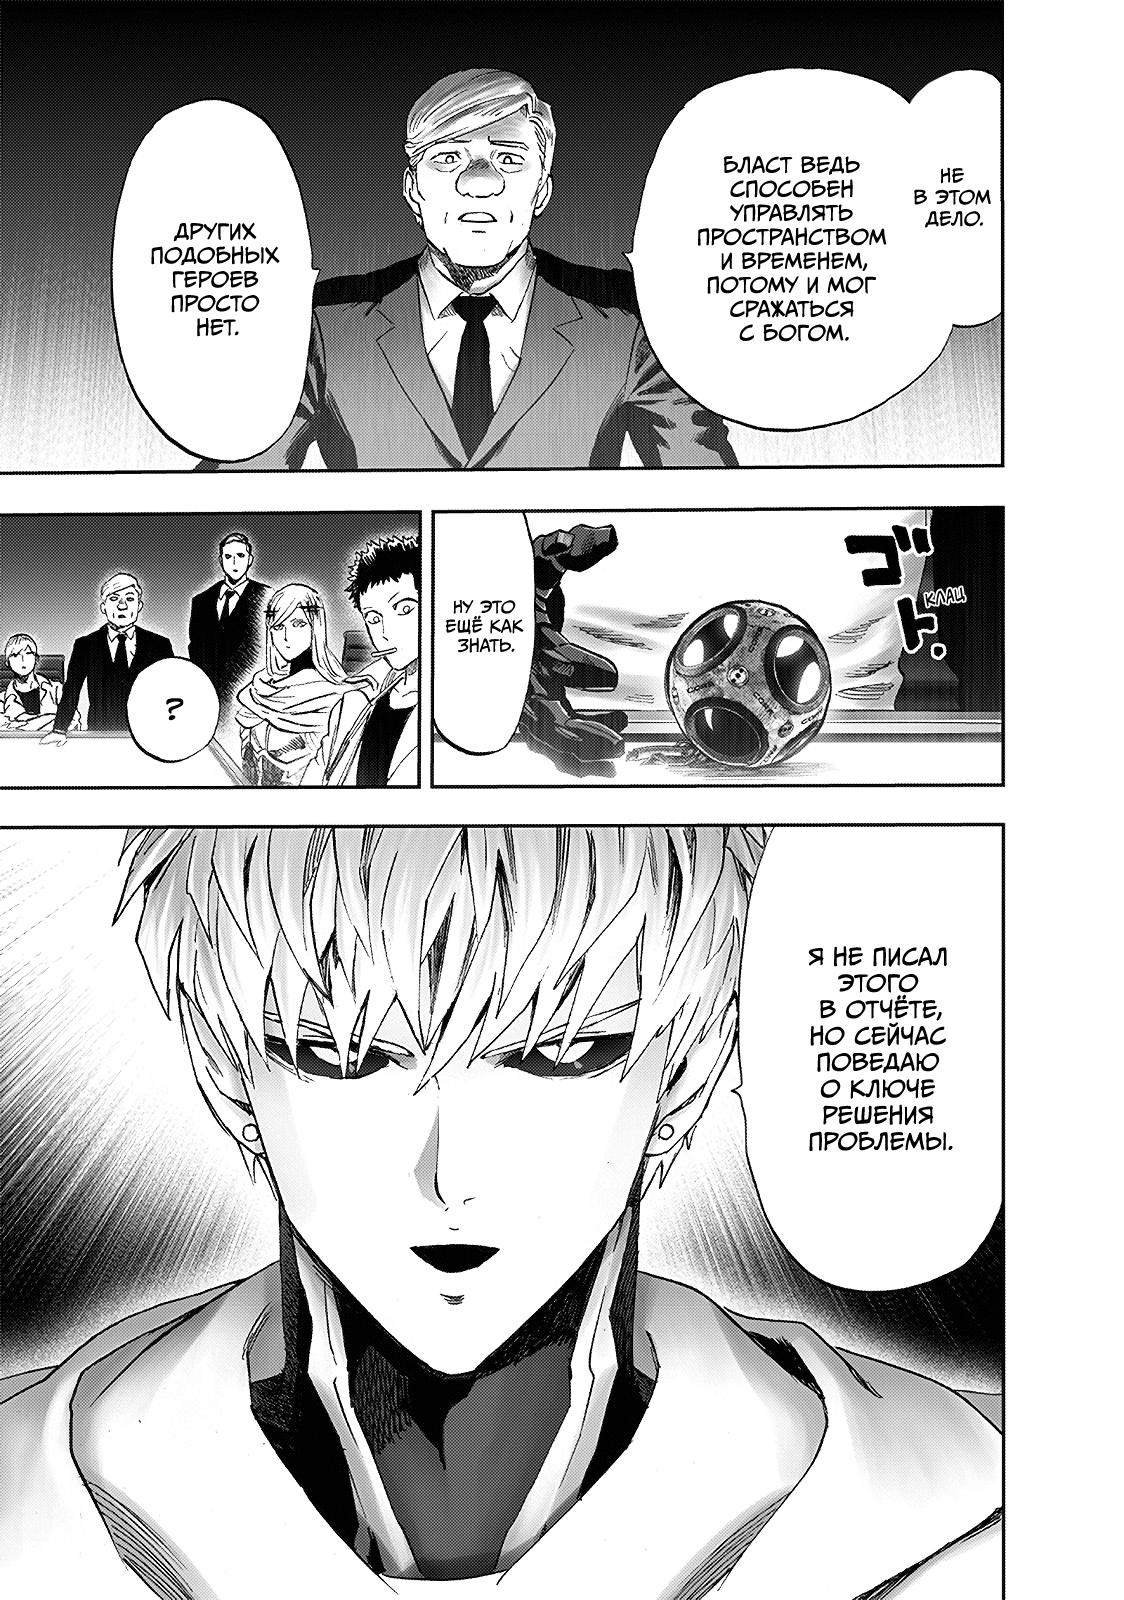 НЕ
В ЭТОМ
ДЕЛО.
БЛАСТ ВЕДЬ
СПОСОБЕН
УПРАВЛЯТЬ
ПРОСТРАНСТВОМ
И ВРЕМЕНЕМ,
ПОТОМУ И МОГ
СРАЖАТЬСЯ
С БОГОМ.
ДРУГИХ
ПОДОБНЫХ
ГЕРОЕВ
ПРОСТО
НЕТ.
ゴト.
КЛАЦ
НУ ЭТО
ЕЩЁ КАК
ЗНАТЬ.
?
Я НЕ ПИСАЛ
ЭТОГО
В ОТЧЁТЕ,
НО СЕЙЧАС
ПОВЕДАЮ
О КЛЮЧЕ
РЕШЕНИЯ
ПРОБЛЕМЫ.